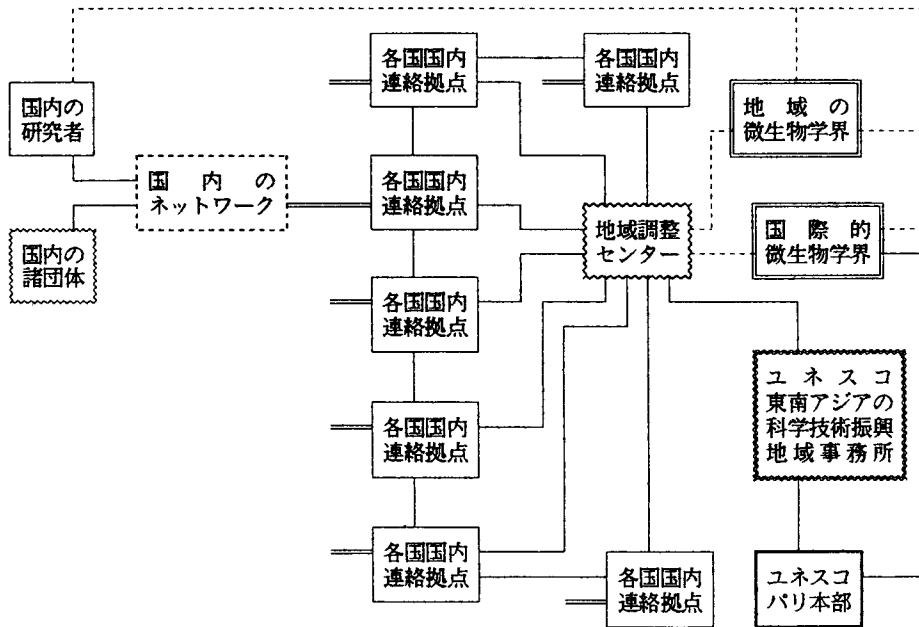 各国国内
連絡拠点
各国国内
連絡拠点
国内の
研究者
地域の
微生物学界
国内の
ネットワーク
各国国内
連絡拠点
地域調整
センター
国際的
微生物学界
国内の
諸団体
各国国内
連絡拠点
ユネスコ
東南アジアの
科学技術振興
地域事務所
各国国内
連絡拠点
各国国内
連絡拠点
各国国内
連絡拠点
ユネスコ
パリ本部